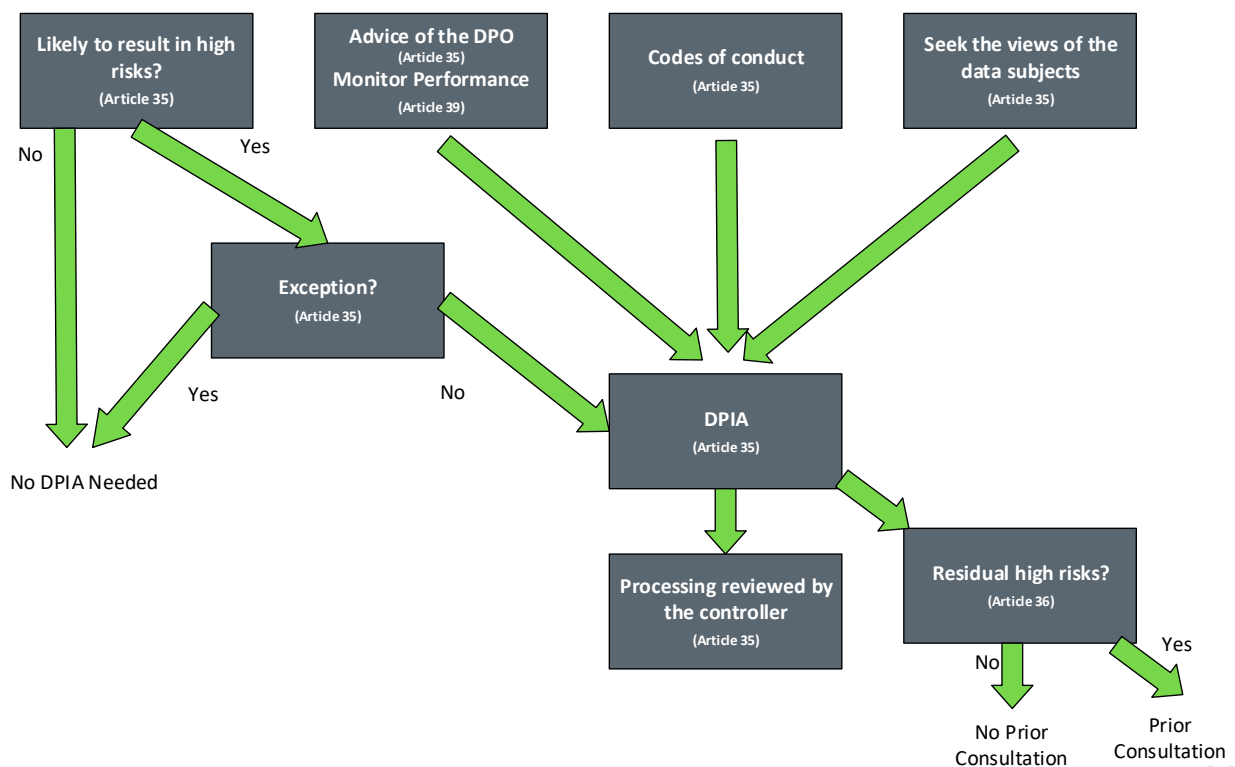 Likely to result in high
risks?
(Article 35)
Advice of the DPO
(Article 35)
Monitor Performance
(Article 39)
Codes of conduct
(Article 35)
Seek the views of the
data subjects
(Article 35)
No
Yes
Exception?
(Article 35)
Yes
No
DPIA
(Article 35)
No DPIA Needed
Processing reviewed by
the controller
(Article 35)
Residual high risks?
(Article 36)
No
Yes
No Prior
Consultation
Prior
Consultation